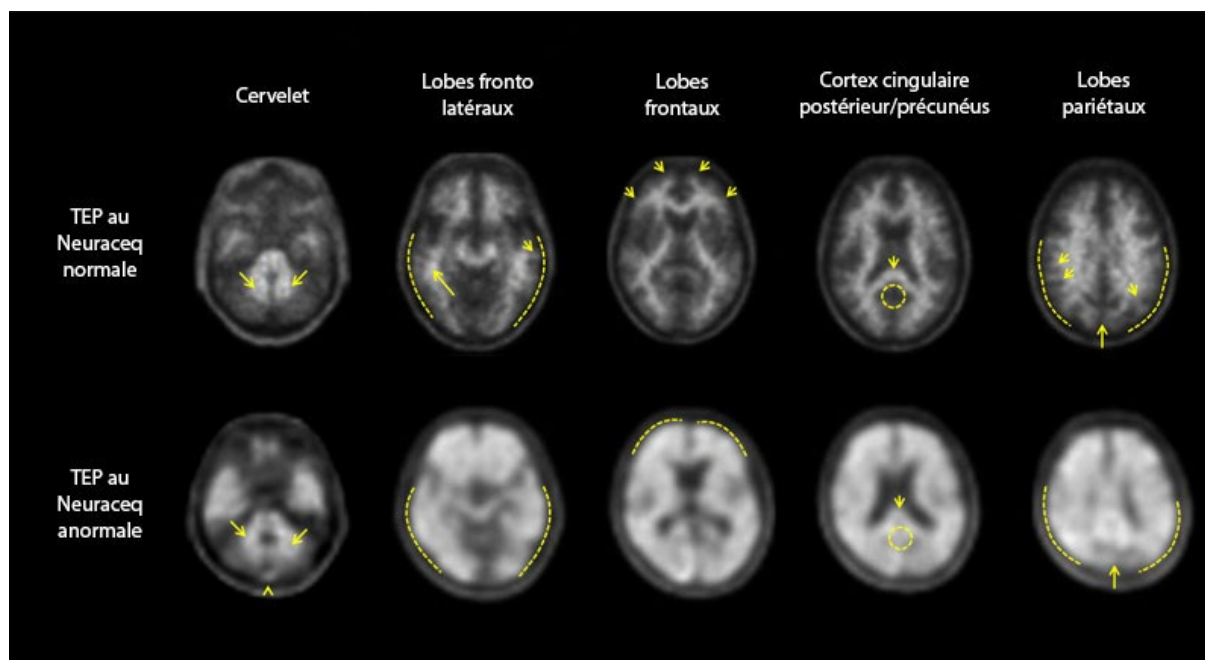 Cervelet
Lobes fronto
latéraux
Lobes
frontaux
Cortex cingulaire
postérieur/précunéus
Lobes
pariétaux
TEP au
Neuraceq
normale
TEP au
Neuraceq
anormale